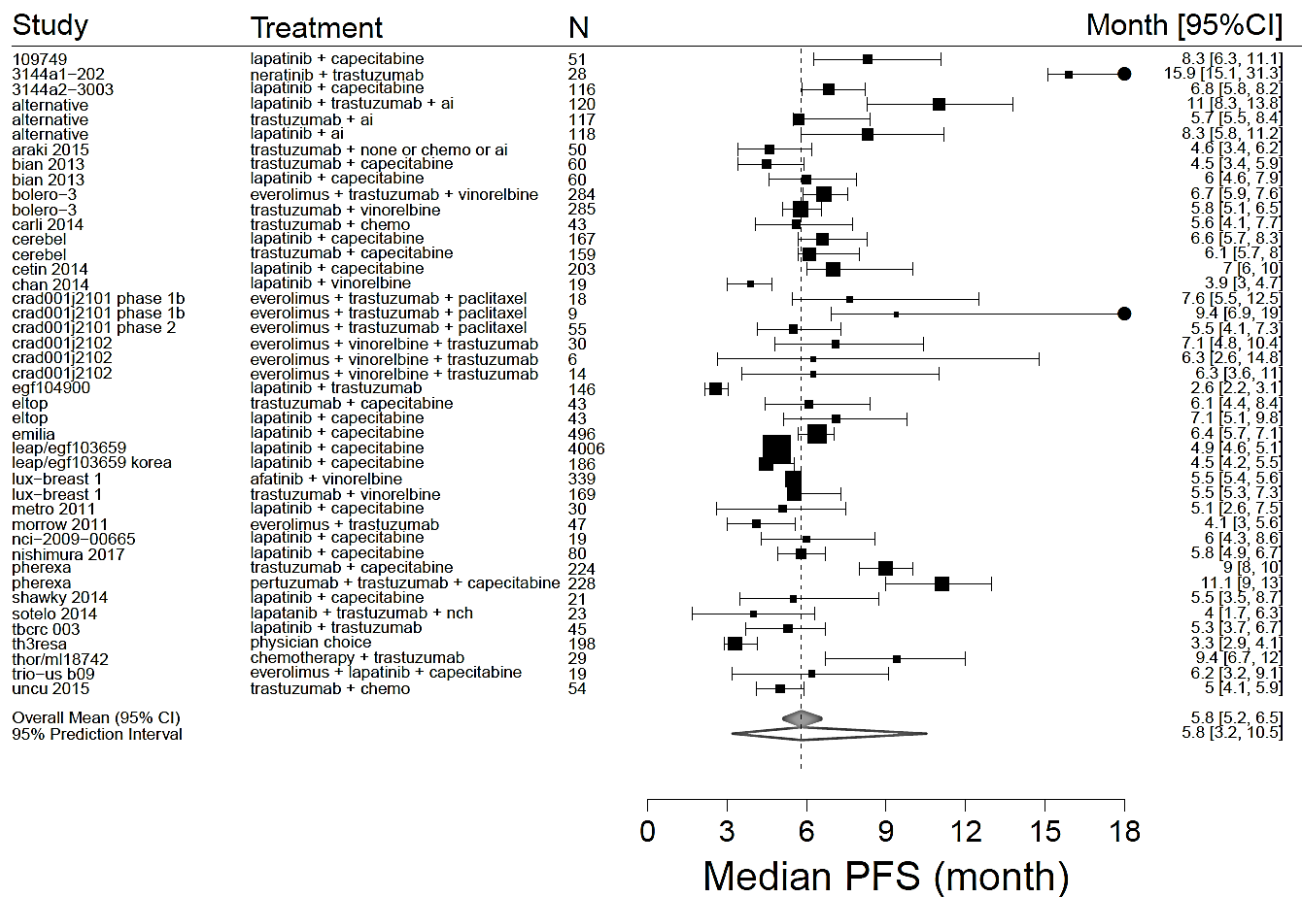 Study Treatment N Month [95%CI]
109749 lapatinib + capecitabine 51 8.3 [6.3, 11.1]
3144a1-202 neratinib + trastuzumab 28 15.9 [15.1, 31.3]
3144a2-3003 lapatinib + capecitabine 116 6.8 [5.8, 8.2]
alternative lapatinib + trastuzumab + ai 120 11 [8.3, 13.8]
alternative trastuzumab + ai 117 5.7 [5.5, 8.4]
alternative lapatinib + ai 118 8.3 [5.8, 11.2]
araki 2015 trastuzumab + none or chemo or ai 50 4.6 [3.4, 6.2]
bian 2013 trastuzumab + capecitabine 60 4.5 [3.4, 5.9]
bian 2013 lapatinib + capecitabine 60 6 [4.6, 7.9]
bolero-3 everolimus + trastuzumab + vinorelbine 284 6.7 [5.9, 7.6]
bolero-3 trastuzumab + vinorelbine 285 5.8 [5.1, 6.5]
carli 2014 trastuzumab + chemo 43 5.6 [4.1, 7.7]
cerebel lapatinib + capecitabine 167 6.6 [5.7, 8.3]
cerebel trastuzumab + capecitabine 159 6.1 [5.7, 8]
cetin 2014 lapatinib + capecitabine 203 7 [6, 10]
chan 2014 lapatinib + vinorelbine 19 3.9 [3, 4.7]
crad001j2101 phase 1b everolimus + trastuzumab + paclitaxel 18 7.6 [5.5, 12.5]
crad001j2101 phase 1b everolimus + trastuzumab + paclitaxel 9 9.4 [6.9, 19]
crad001j2101 phase 2 everolimus + trastuzumab + paclitaxel 55 5.5 [4.1, 7.3]
crad001j2102 everolimus + vinorelbine + trastuzumab 30 7.1 [4.8, 10.4]
crad001j2102 everolimus + vinorelbine + trastuzumab 6 6.3 [2.6, 14.8]
crad001j2102 everolimus + vinorelbine + trastuzumab 14 6.3 [3.6, 11]
egf104900 lapatinib + trastuzumab 146 2.6 [2.2, 3.1]
eltop trastuzumab + capecitabine 43 6.1 [4.4, 8.4]
eltop lapatinib + capecitabine 43 7.1 [5.1, 9.8]
emilia lapatinib + capecitabine 496 6.4 [5.7, 7.1]
leap/egf103659 lapatinib + capecitabine 4006 4.9 [4.6, 5.1]
leap/egf103659 korea lapatinib + capecitabine 186 4.5 [4.2, 5.5]
lux-breast 1 afatinib + vinorelbine 339 5.5 [5.4, 5.6]
lux-breast 1 trastuzumab + vinorelbine 169 5.5 [5.3, 7.3]
metro 2011 lapatinib + capecitabine 30 5.1 [2.6, 7.5]
morrow 2011 everolimus + trastuzumab 47 4.1 [3, 5.6]
nci-2009-00665 lapatinib + capecitabine 19 6 [4.3, 8.6]
nishimura 2017 lapatinib + capecitabine 80 5.8 [4.9, 6.7]
pherexa trastuzumab + capecitabine 224 9 [8, 10]
pherexa pertuzumab + trastuzumab + capecitabine 228 11.1 [9, 13]
shawky 2014 lapatinib + capecitabine 21 5.5 [3.5, 8.7]
sotelo 2014 lapatanib + trastuzumab + nch 23 4 [1.7, 6.3]
tbcrc 003 lapatinib + trastuzumab 45 5.3 [3.7, 6.7]
th3resa physician choice 198 3.3 [2.9, 4.1]
thor/ml18742 chemotherapy + trastuzumab 29 9.4 [6.7, 12]
trio-us b09 everolimus + lapatinib + capecitabine 19 6.2 [3.2, 9.1]
uncu 2015 trastuzumab + chemo 54 5 [4.1, 5.9]
Overall Mean (95% CI) 5.8 [5.2, 6.5]
95% Prediction Interval 5.8 [3.2, 10.5]
0 3 6 9 12 15 18
Median PFS (month)